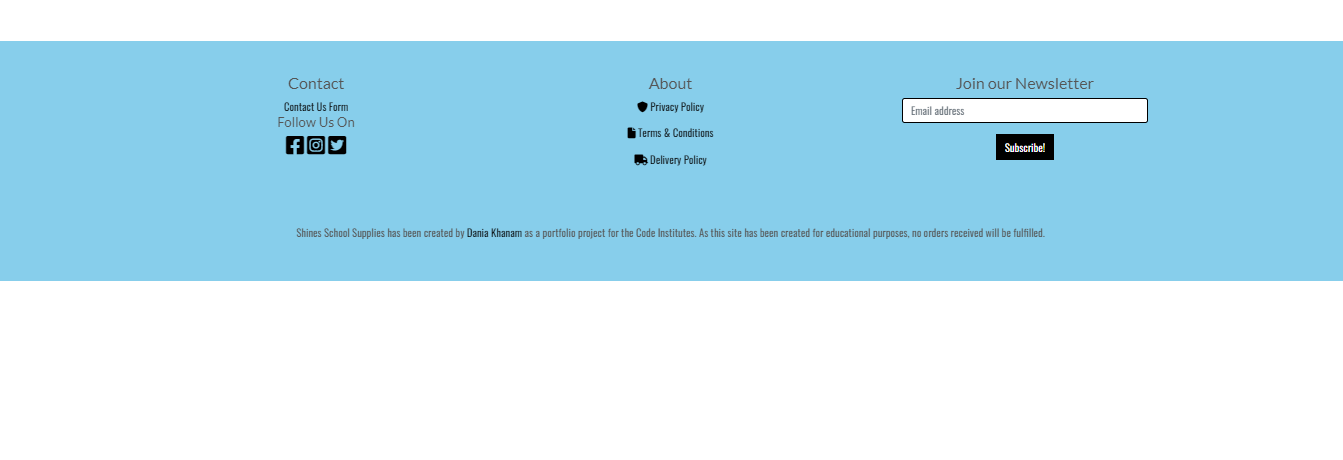 Contact
Contact Us Form
Follow Us On
About
Privacy Policy
Terms & Conditions
Delivery Policy
Join our Newsletter
Email address
Subscribe!
Shines School Supplies has been created by Dania Khanam as a portfolio project for the Code Institutes. As this site has been created for educational purposes, no orders received will be fulfilled.